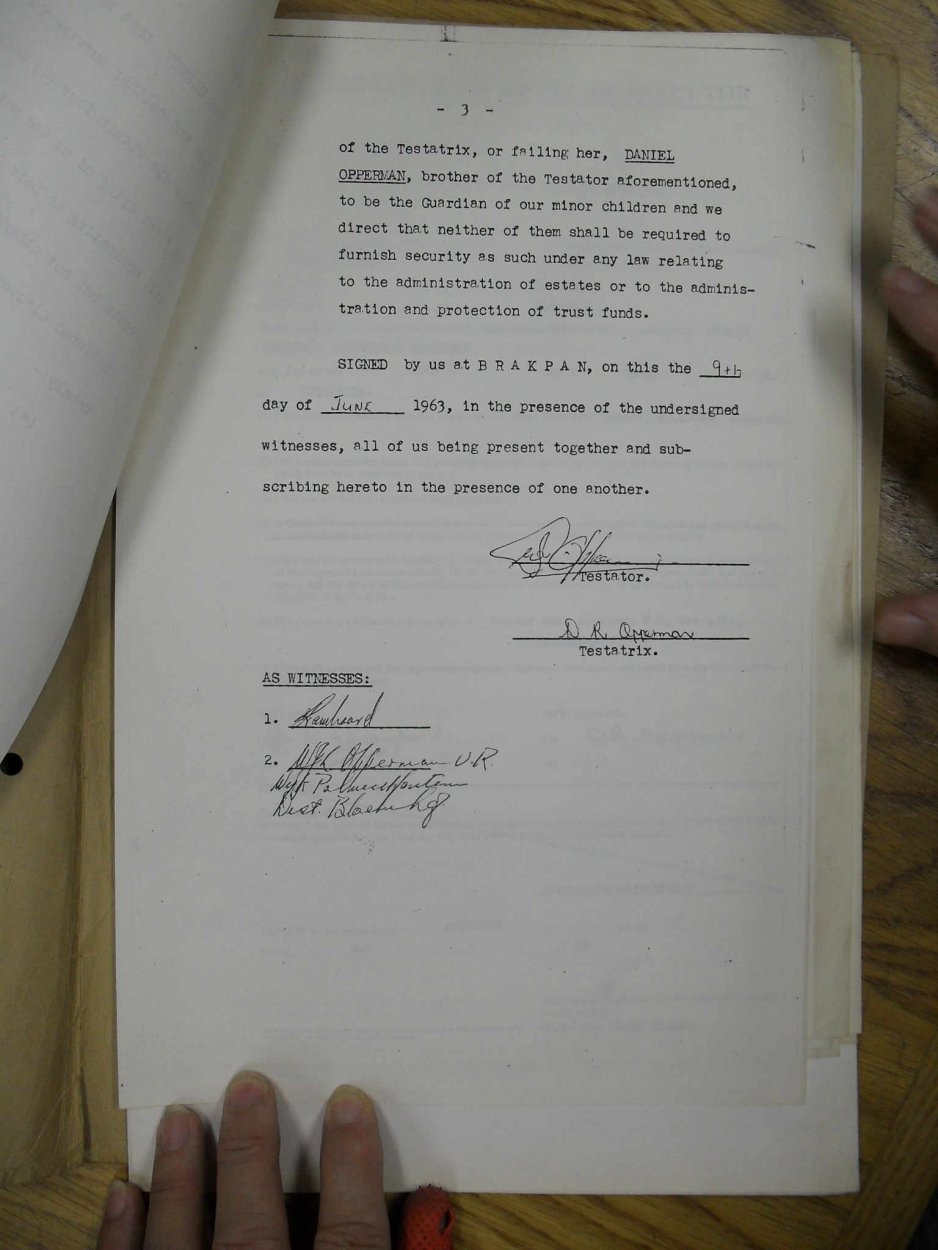 - 3 -
of the Testatrix, or failing her, DANIEL
OPPERMAN, brother of the Testator aforementioned,
to be the Guardian of our minor children and we
direct that neither of them shall be required to
furnish security as such under any law relating
to the administration of estates or to the adminis-
tration and protection of trust funds.
SIGNED by us at B R A K P A N, on this the 9th
day of JUNE 1963, in the presence of the undersigned
witnesses, all of us being present together and sub-
scribing hereto in the presence of one another.
Testator.
D R Opperman
Testatrix.
AS WITNESSES:
1.
2. Opperman V.R.
Wyk
Dist.